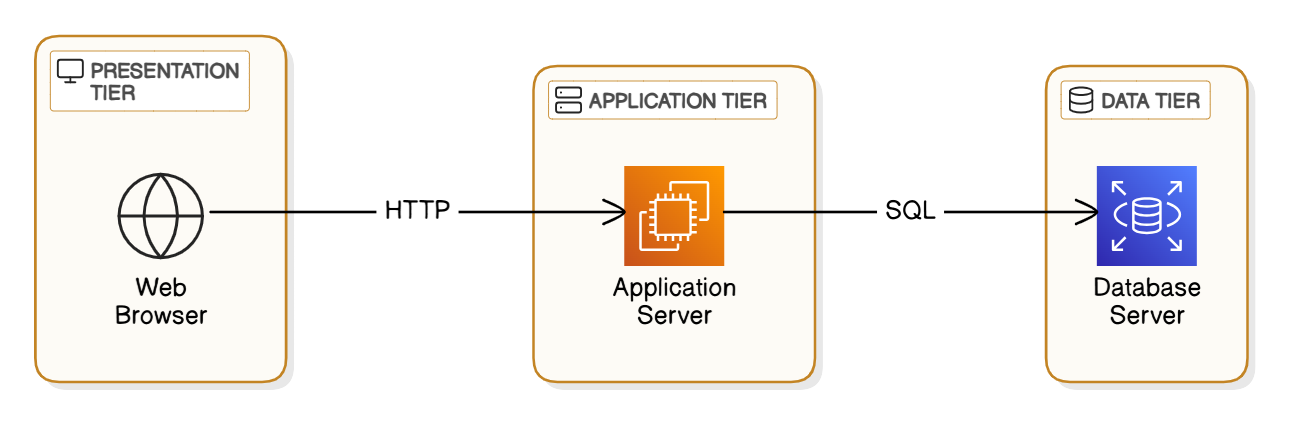 PRESENTATION
TIER
APPLICATION TIER
DATA TIER
HTTP
SQL
Web
Browser
Application
Server
Database
Server